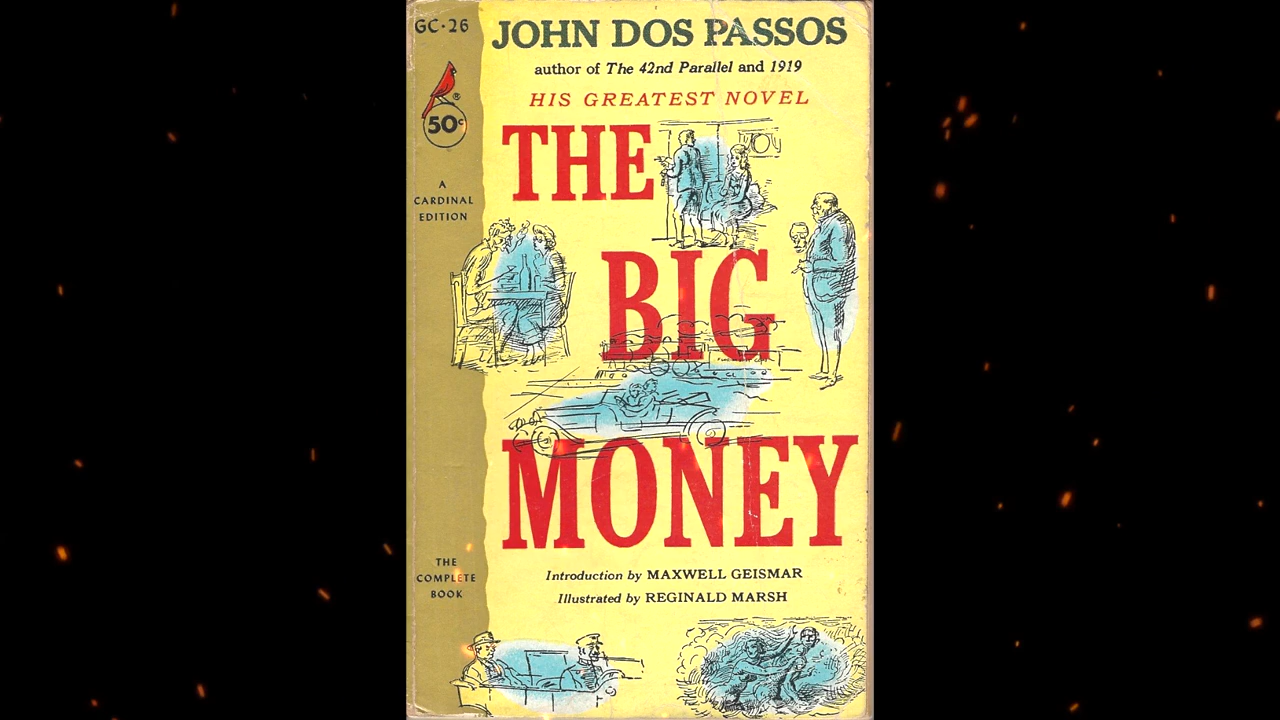 GC·26
JOHN DOS PASSOS
author of The 42nd Parallel and 1919
HIS GREATEST NOVEL
50¢
THE
A
CARDINAL
EDITION
BIG
MONEY
THE
COMPLETE
BOOK
Introduction by MAXWELL GEISMAR
Illustrated by REGINALD MARSH